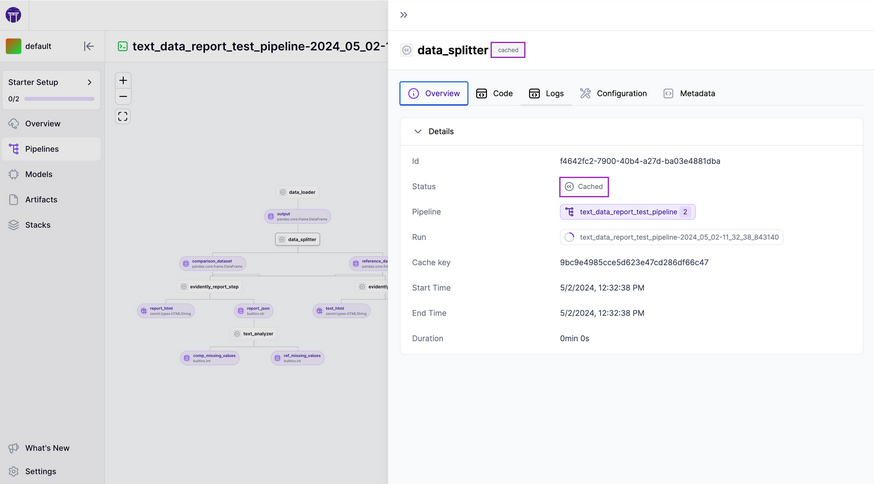 default
text_data_report_test_pipeline-2024_05_02-1
Starter Setup
0/2
Overview
Pipelines
Models
Artifacts
Stacks
What's New
Settings
data_loader
output
pandas.core.frame.DataFrame
data_splitter
comparison_dataset
pandas.core.frame.DataFrame
reference_da
pandas.core.frame
evidently_report_step
evidently
report_html
zenml.types.HTMLString
report_json
builtins.str
test_html
zenml.types.HTMLString
text_analyzer
comp_missing_values
builtins.int
ref_missing_values
builtins.int
data_splitter cached
Overview Code Logs Configuration Metadata
Details
Id f4642fc2-7900-40b4-a27d-ba03e4881dba
Status Cached
Pipeline text_data_report_test_pipeline 2
Run text_data_report_test_pipeline-2024_05_02-11_32_38_843140
Cache key 9bc9e4985cce5d623e47cd286df66c47
Start Time 5/2/2024, 12:32:38 PM
End Time 5/2/2024, 12:32:38 PM
Duration 0min 0s